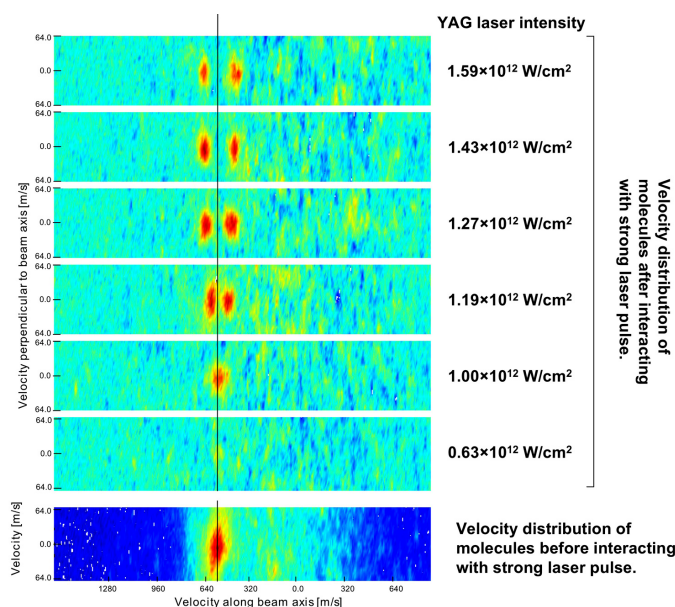 YAG laser intensity
64.0
0.0
64.0
1.59×10¹² W/cm²
64.0
0.0
64.0
1.43×10¹² W/cm²
64.0
0.0
64.0
1.27×10¹² W/cm²
64.0
0.0
64.0
1.19×10¹² W/cm²
64.0
0.0
64.0
1.00×10¹² W/cm²
64.0
0.0
64.0
0.63×10¹² W/cm²
Velocity perpendicular to beam axis [m/s]
Velocity distribution of
molecules after interacting
with strong laser pulse.
64.0
0.0
64.0
Velocity [m/s]
1280 960 640 320 0.0 320 640
Velocity along beam axis [m/s]
Velocity distribution of
molecules before interacting
with strong laser pulse.